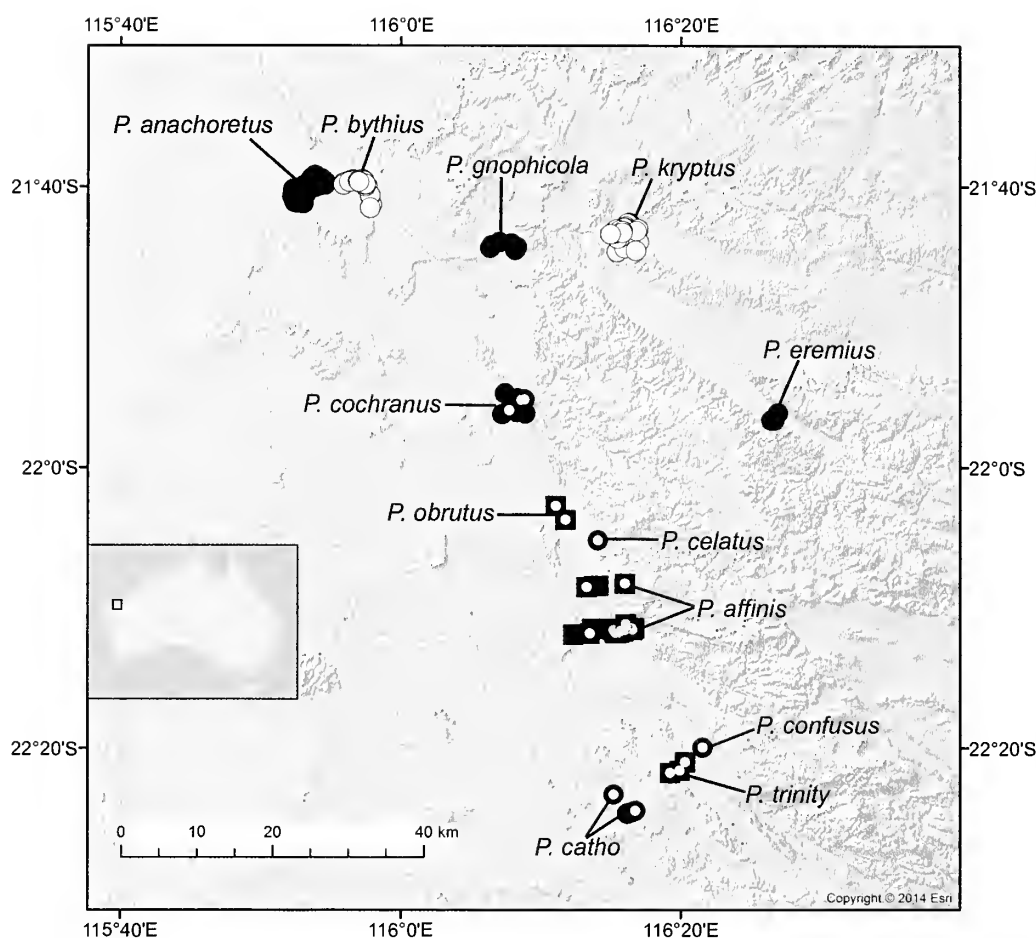 115°40'E 116°0'E 116°20'E
P. anachoretus P. bythius
P. gnophicola P. kryptus
21°40'S 21°40'S
P. eremius
P. cochranus
22°0'S 22°0'S
P. obrutus
P. celatus
P. affinis
P. confusus
22°20'S 22°20'S
P. trinity
0 10 20 40 km
P. catho
Copyright © 2014 Esri
115°40'E 116°0'E 116°20'E